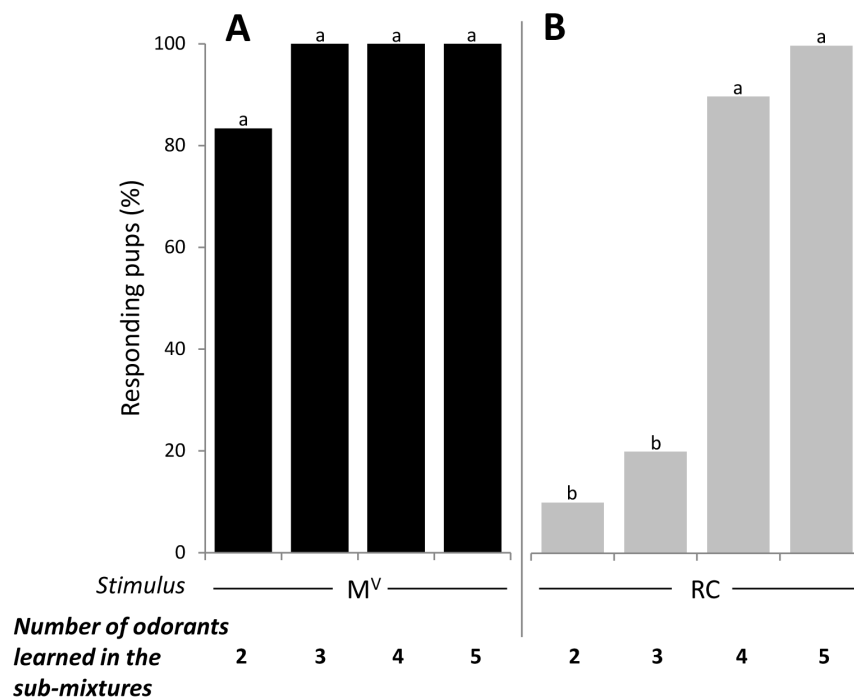 A
B
Responding pups (%)
100
80
60
40
20
0
a
a
a
a
b
b
a
a
Stimulus
Mᵛ
RC
Number of odorants
learned in the
sub-mixtures
2 3 4 5 2 3 4 5